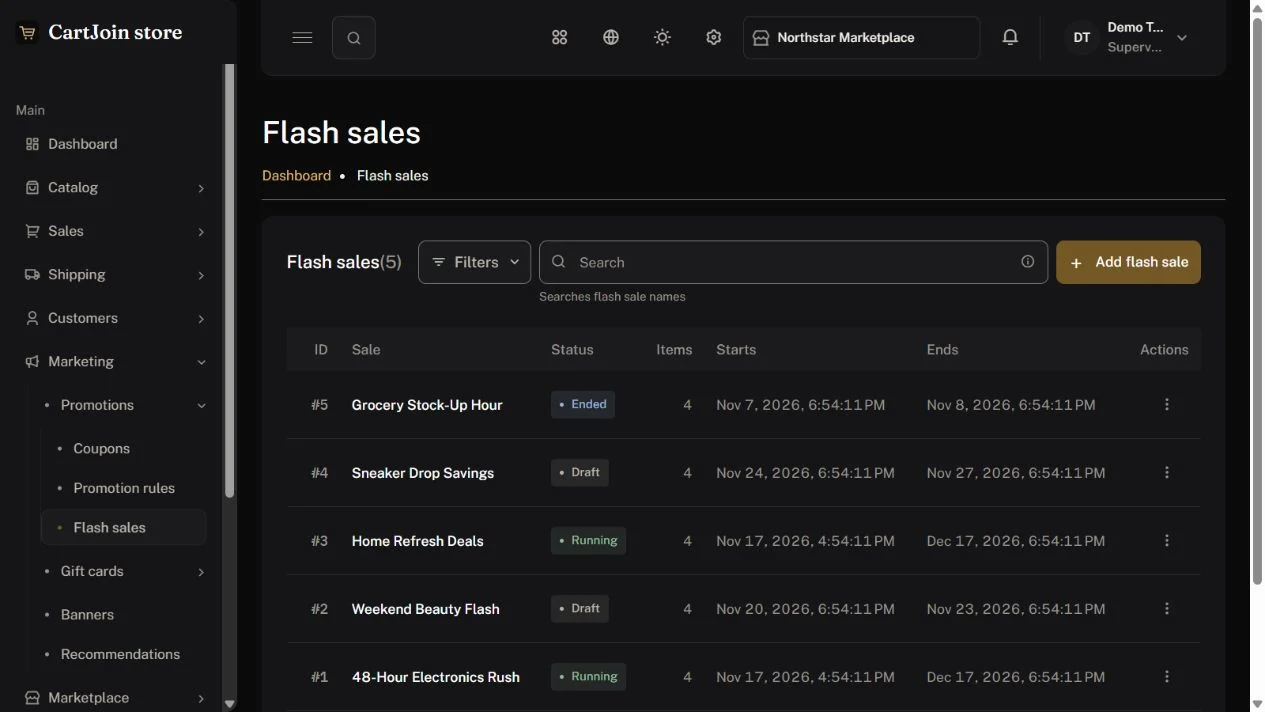 CartJoin store
Northstar Marketplace
DT
Demo T...
Superv...
Main
Dashboard
Catalog
Sales
Shipping
Customers
Marketing
Promotions
Coupons
Promotion rules
Flash sales
Gift cards
Banners
Recommendations
Marketplace
Flash sales
Dashboard • Flash sales
Flash sales(5)
Filters
Search
+ Add flash sale
Searches flash sale names
ID Sale Status Items Starts Ends Actions
#5 Grocery Stock-Up Hour • Ended 4 Nov 7, 2026, 6:54:11 PM Nov 8, 2026, 6:54:11 PM
#4 Sneaker Drop Savings • Draft 4 Nov 24, 2026, 6:54:11 PM Nov 27, 2026, 6:54:11 PM
#3 Home Refresh Deals • Running 4 Nov 17, 2026, 4:54:11 PM Dec 17, 2026, 6:54:11 PM
#2 Weekend Beauty Flash • Draft 4 Nov 20, 2026, 6:54:11 PM Nov 23, 2026, 6:54:11 PM
#1 48-Hour Electronics Rush • Running 4 Nov 17, 2026, 4:54:11 PM Dec 17, 2026, 6:54:11 PM